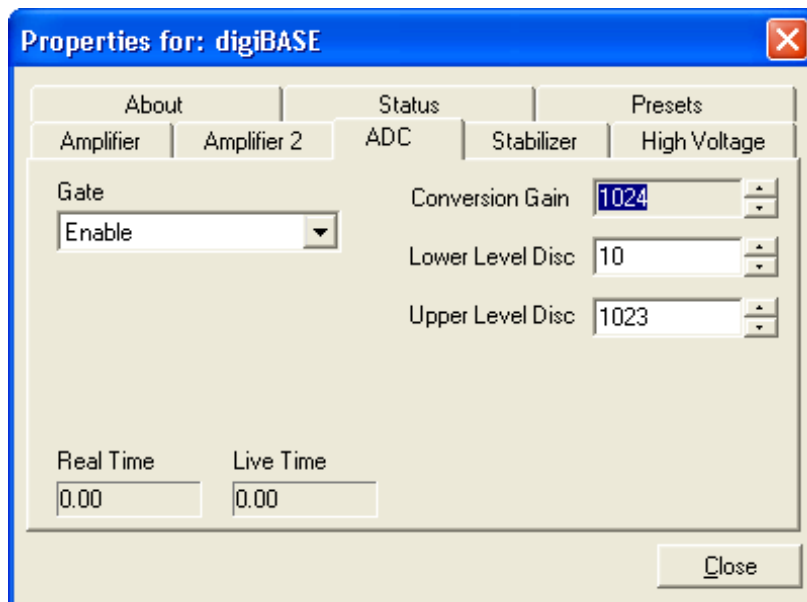 Properties for: digiBASE
About
Status
Presets
Amplifier
Amplifier 2
ADC
Stabilizer
High Voltage
Gate
Enable
Conversion Gain 1024
Lower Level Disc 10
Upper Level Disc 1023
Real Time
Live Time
0.00
0.00
Close